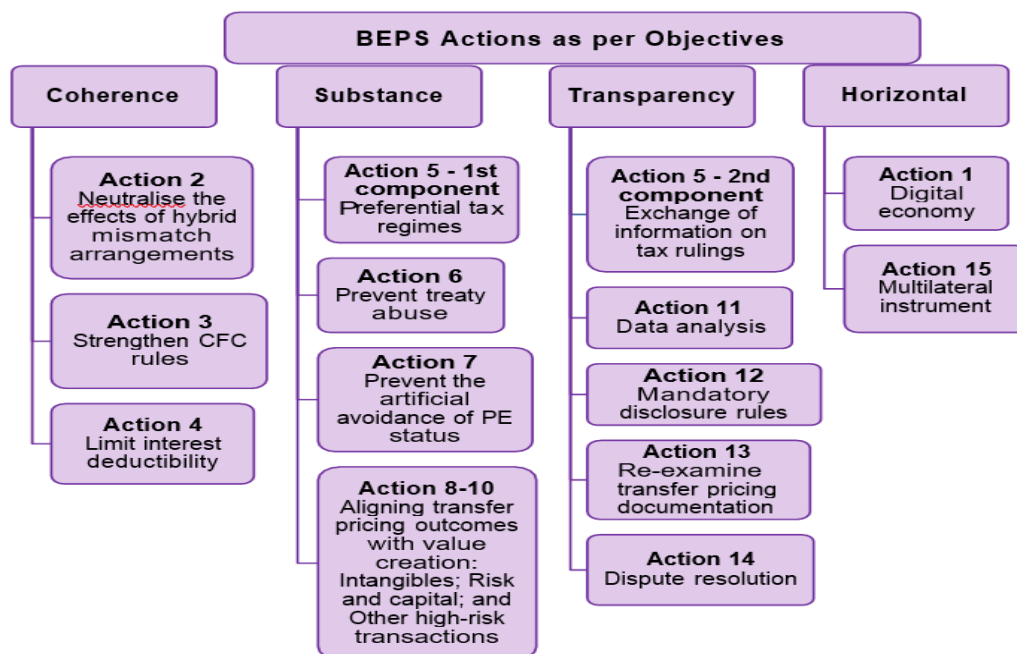 BEPS Actions as per Objectives
Coherence
Action 2
Neutralise the
effects of hybrid
mismatch
arrangements
Action 3
Strengthen CFC
rules
Action 4
Limit interest
deductibility
Substance
Action 5 - 1st
component
Preferential tax
regimes
Action 6
Prevent treaty
abuse
Action 7
Prevent the
artificial
avoidance of PE
status
Action 8-10
Aligning transfer
pricing outcomes
with value
creation:
Intangibles; Risk
and capital; and
Other high-risk
transactions
Transparency
Action 5 - 2nd
component
Exchange of
information on
tax rulings
Action 11
Data analysis
Action 12
Mandatory
disclosure rules
Action 13
Re-examine
transfer pricing
documentation
Action 14
Dispute resolution
Horizontal
Action 1
Digital
economy
Action 15
Multilateral
instrument